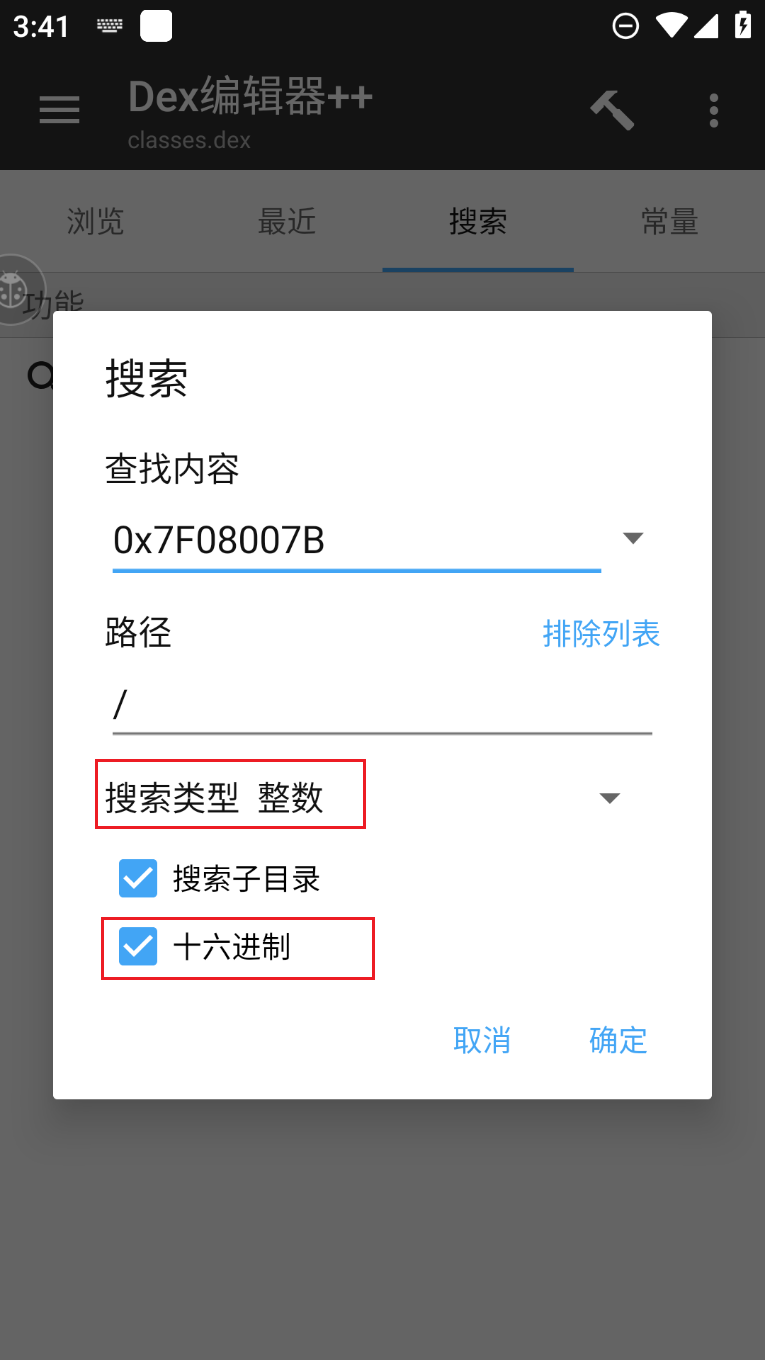 3:41
Dex编辑器++
classes.dex
浏览 最近 搜索 常量
功能
搜索
查找内容
0x7F08007B
路径 排除列表
/
搜索类型 整数
搜索子目录
十六进制
取消 确定